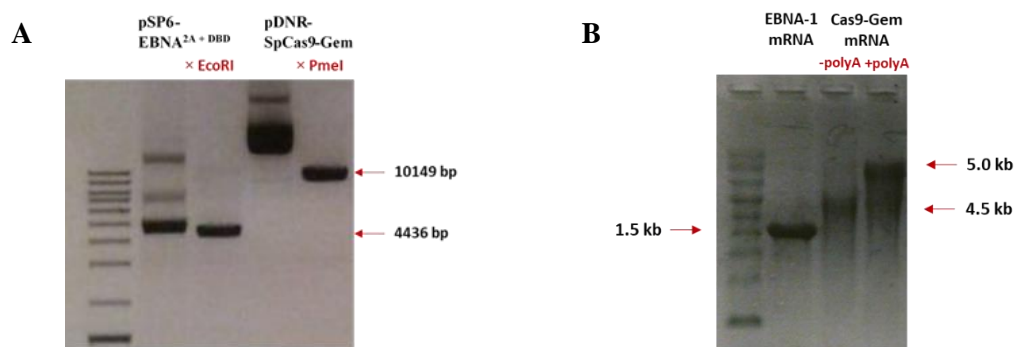 A
pSP6-
EBNA2A + DBD
× EcoRI
pDNR-
SpCas9-Gem
× PmeI
10149 bp
4436 bp
B
EBNA-1
mRNA
Cas9-Gem
mRNA
-polyA +polyA
5.0 kb
4.5 kb
1.5 kb